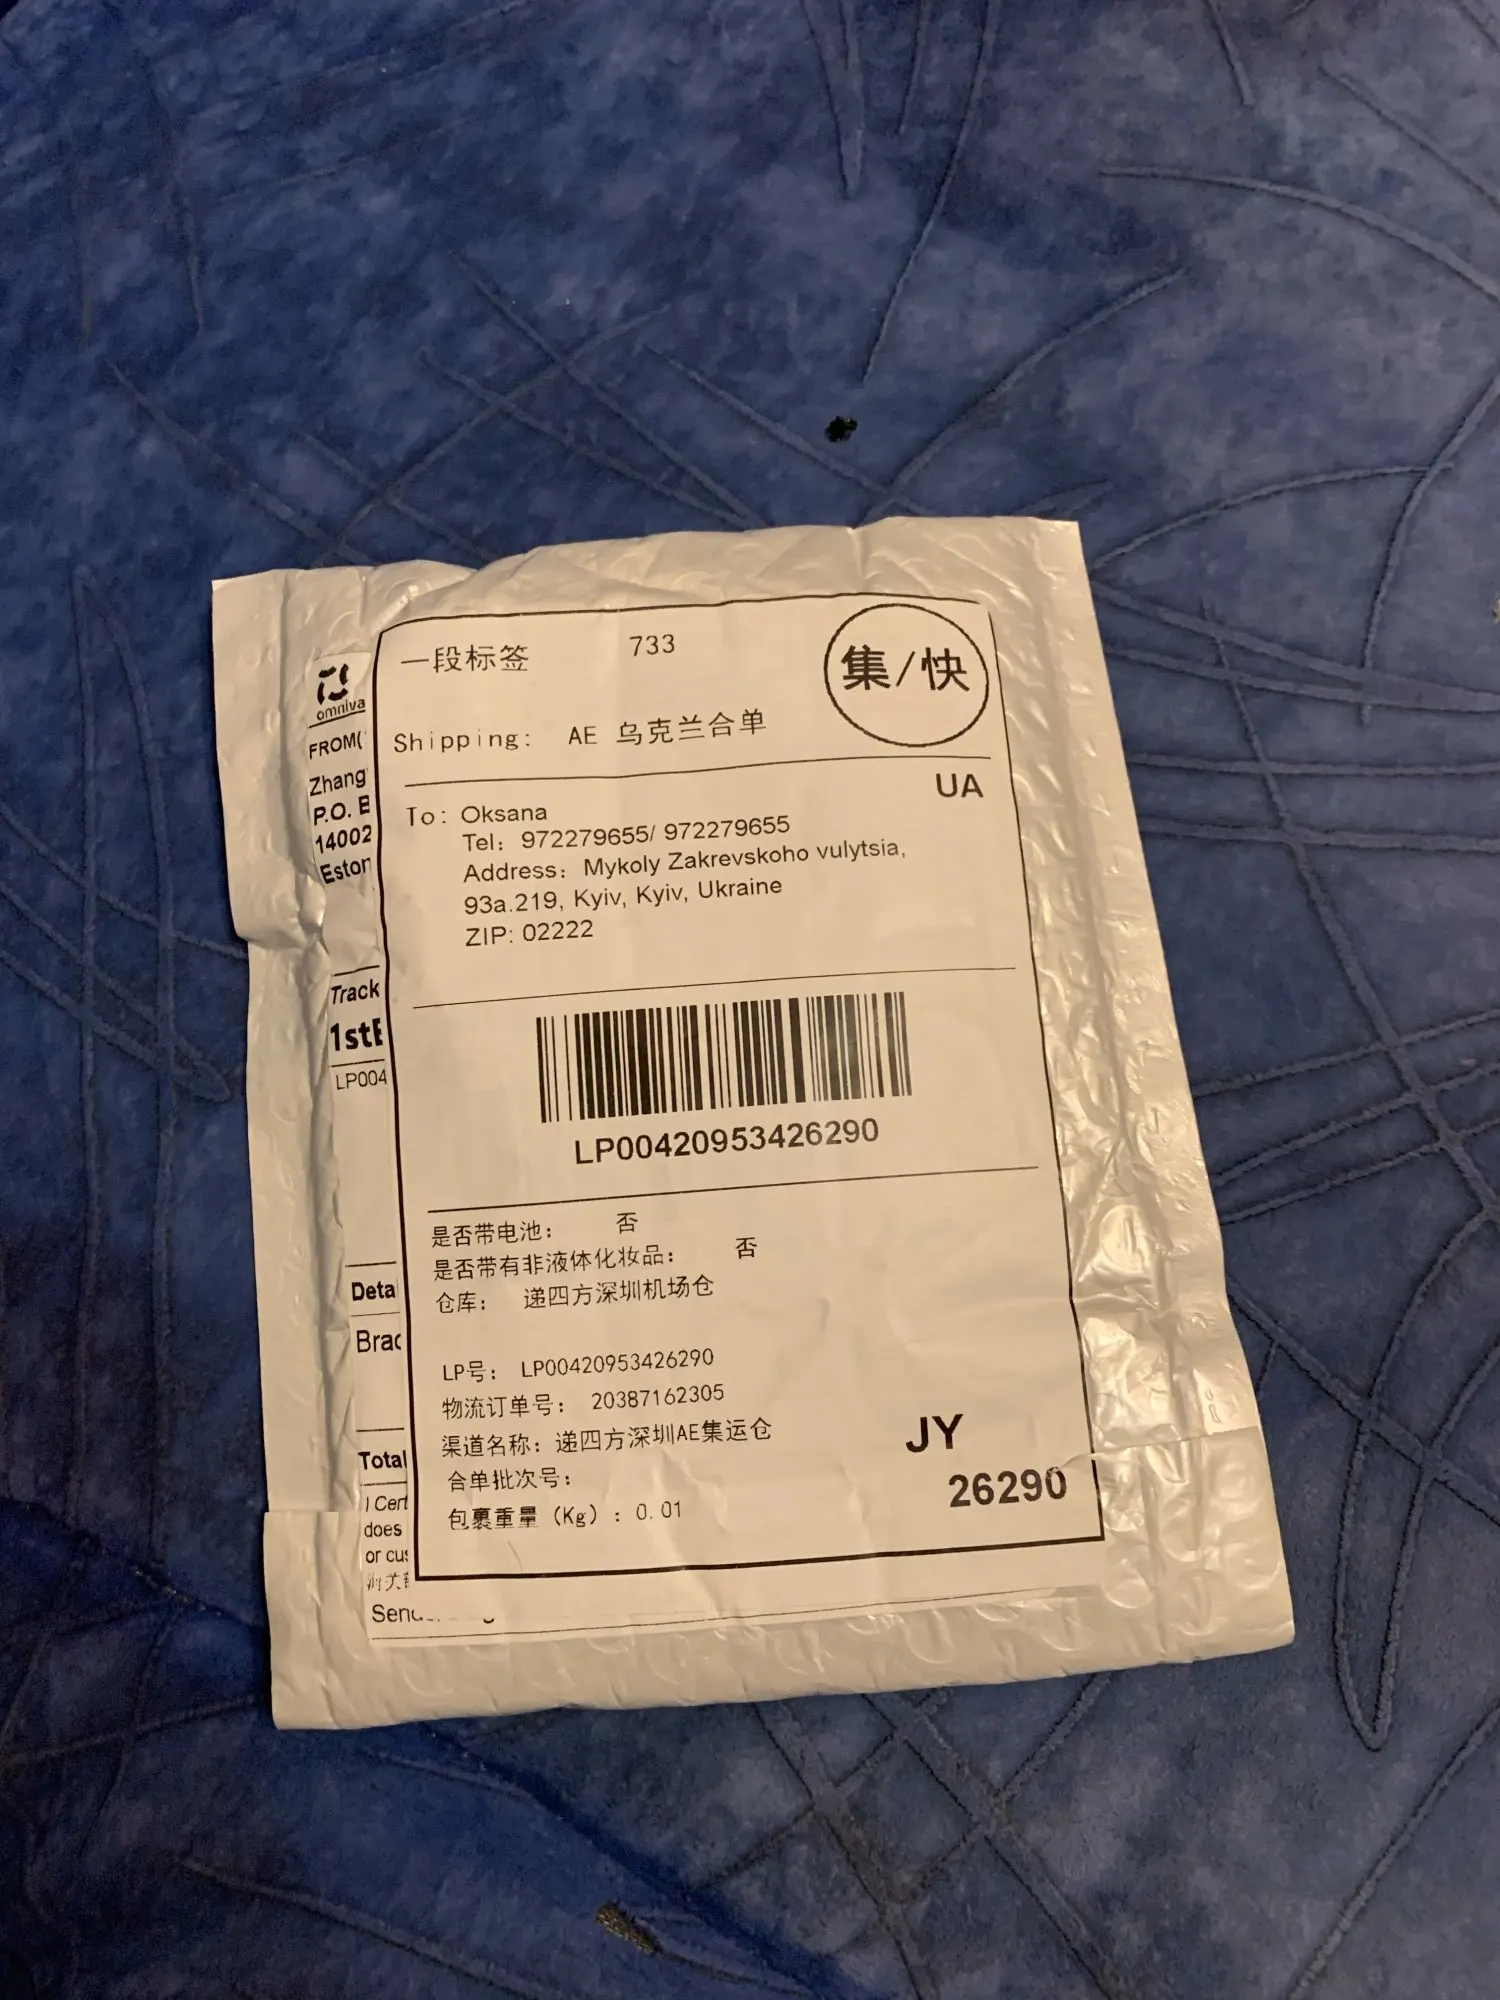 一段标签 733
集/快
Shipping: AE 乌克兰合单
UA
To: Oksana
Tel: 972279655/ 972279655
Address: Mykoly Zakrevskoho vulytsia,
93a.219, Kyiv, Kyiv, Ukraine
ZIP: 02222
LP00420953426290
是否带电池: 否
是否带有非液体化妆品: 否
仓库: 递四方深圳机场仓
LP号: LP00420953426290
物流订单号: 20387162305
渠道名称: 递四方深圳AE集运仓
合单批次号:
包裹重量 (Kg) : 0.01
JY
26290
omniva
FROM(
Zhang
P.O. B
14002
Eston
Track
1st
LP004
Deta
Brac
Total
I Cert
does
or cus
Send